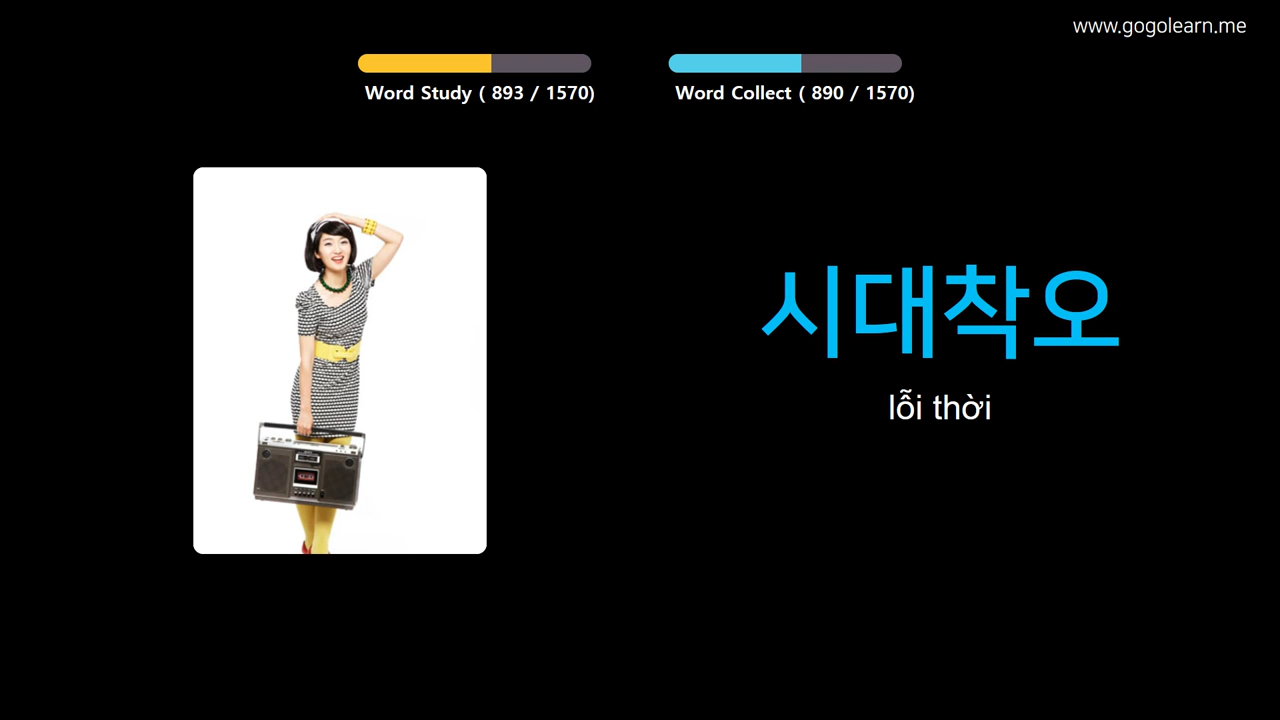 www.gogolearn.me
Word Study ( 893 / 1570)
Word Collect ( 890 / 1570)
시대착오
lỗi thời